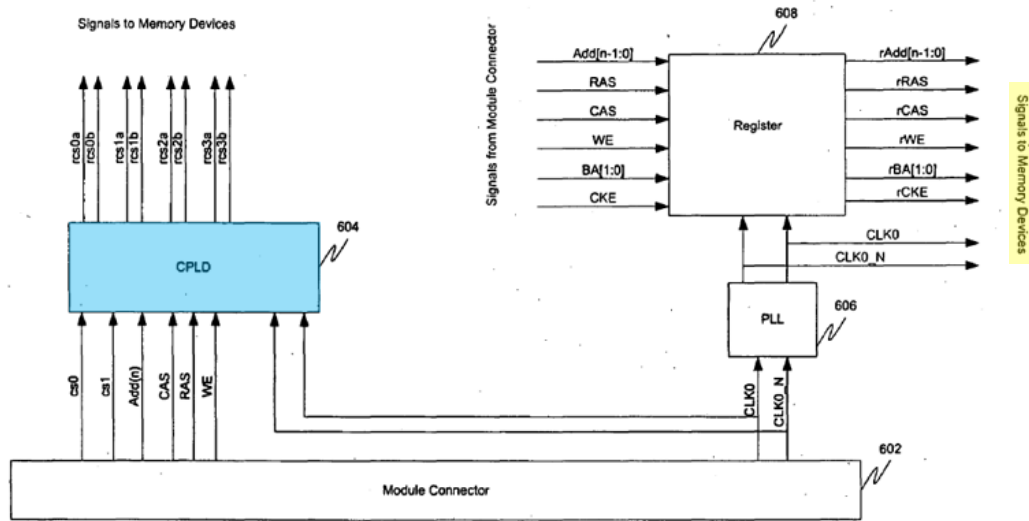 Signals to Memory Devices
rcs0a
rcs0b
rcs1a
rcs1b
rcs2a
rcs2b
rcs3a
rcs3b
604
CPLD
cs0
cs1
Add(n)
CAS
RAS
WE
Signals from Module Connector
608
Add[n-1:0]
RAS
CAS
WE
BA[1:0]
CKE
Register
rAdd[n-1:0]
rRAS
rCAS
rWE
rBA[1:0]
rCKE
Signals to Memory Devices
CLK0
CLK0_N
PLL
606
CLK0
CLK0_N
602
Module Connector